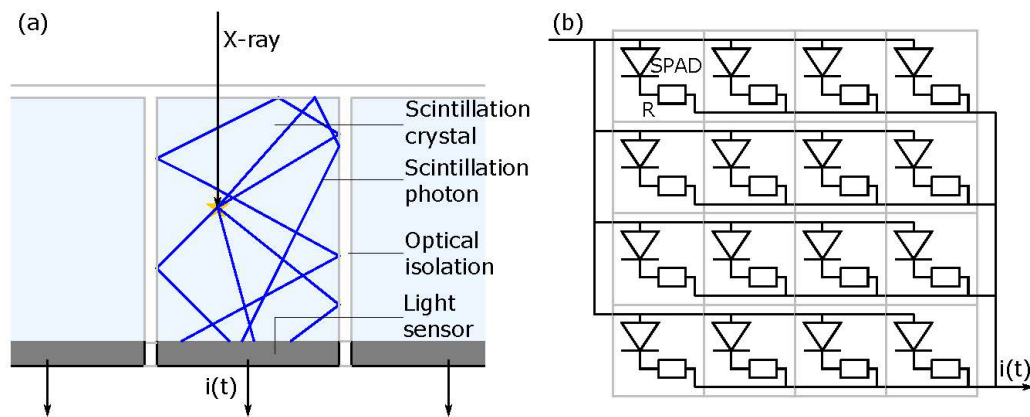 (a)
X-ray
Scintillation
crystal
Scintillation
photon
Optical
isolation
Light
sensor
i(t)
(b)
SPAD
R
i(t)